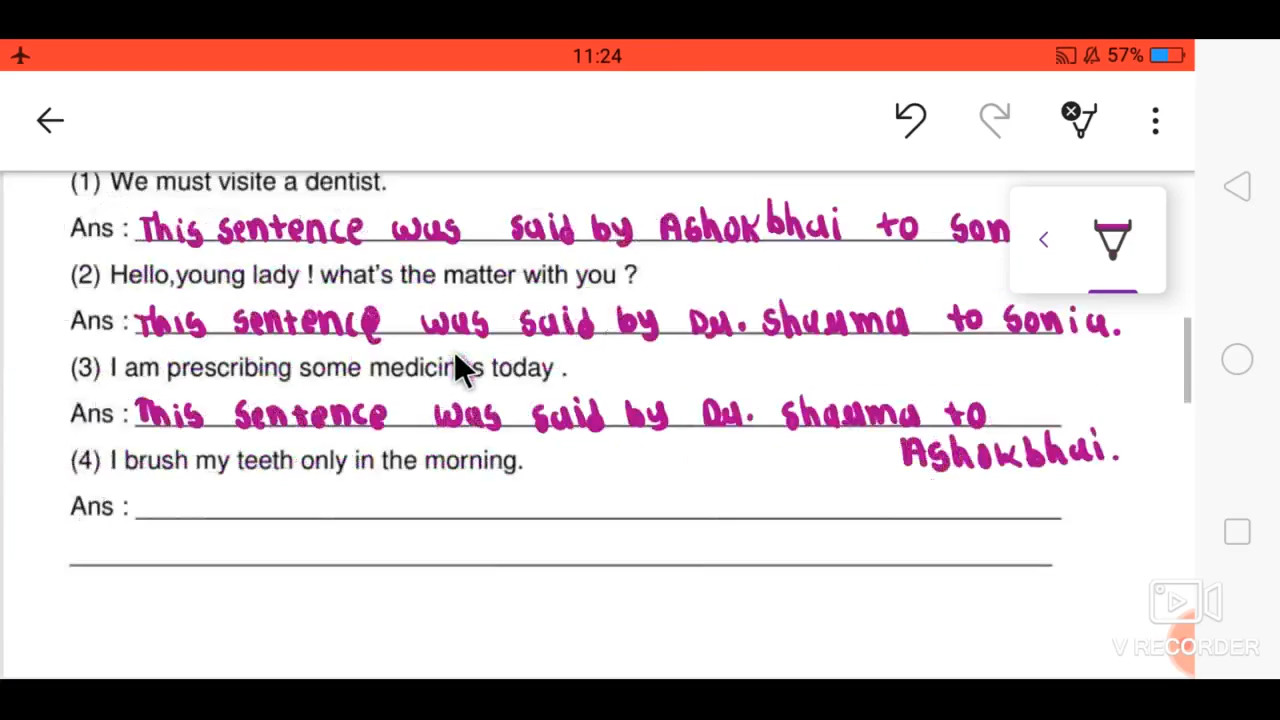 11:24 57%
(1) We must visite a dentist.
Ans : This sentence was said by Ashokbhai to Son
(2) Hello,young lady ! what's the matter with you ?
Ans : This sentence was said by Dr. Sharma to Sonia.
(3) I am prescribing some medicines today .
Ans : This sentence was said by Dr. Sharma to
Ashokbhai.
(4) I brush my teeth only in the morning.
Ans :
V RECORDER